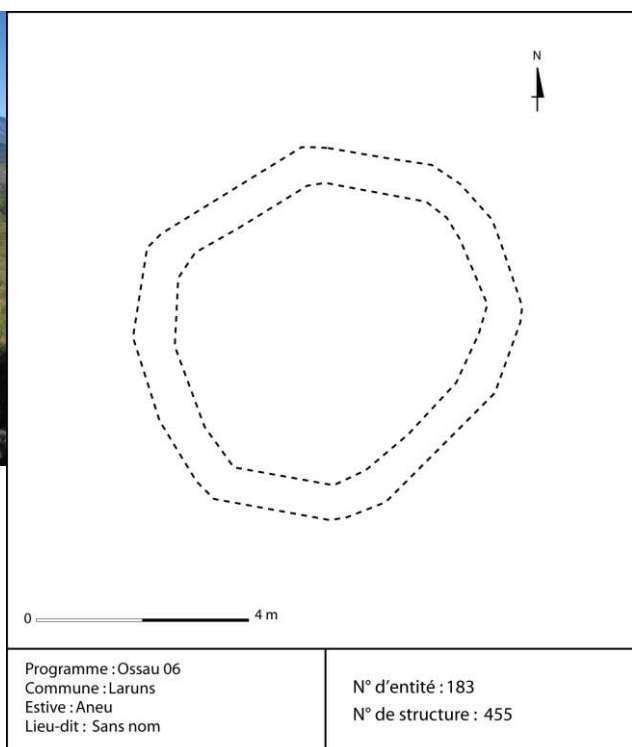 N
0 4 m
Programme : Ossau 06
Commune : Laruns
Estive : Aneu
Lieu-dit : Sans nom
N° d'entité : 183
N° de structure : 455